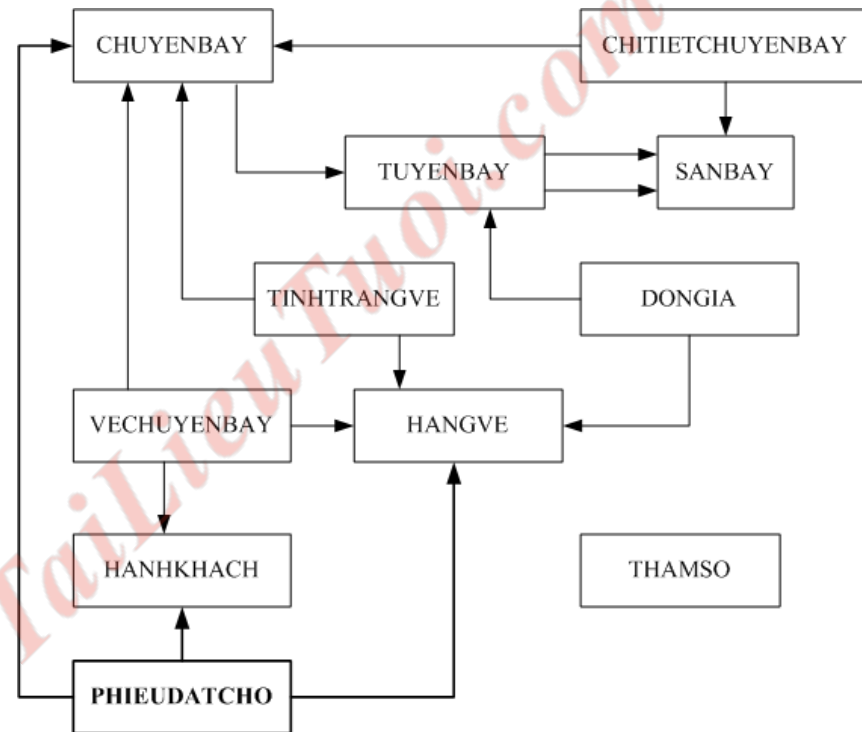 CHUYENBAY
CHITIETCHUYENBAY
TUYENBAY
SANBAY
TINHTRANGVE
DONGIA
VECHUYENBAY
HANGVE
HANHKHACH
THAMSO
PHIEUDATCHO
TaiLieuTuoi.com